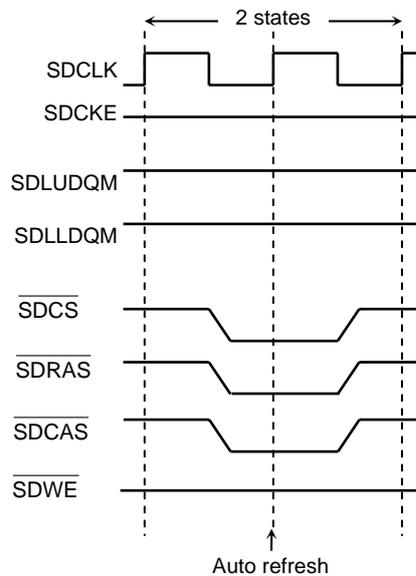 2 states
SDCLK
SDCKE
SDLUDQM
SDLLDQM
SDCS
SDRAS
SDCAS
SDWE
Auto refresh